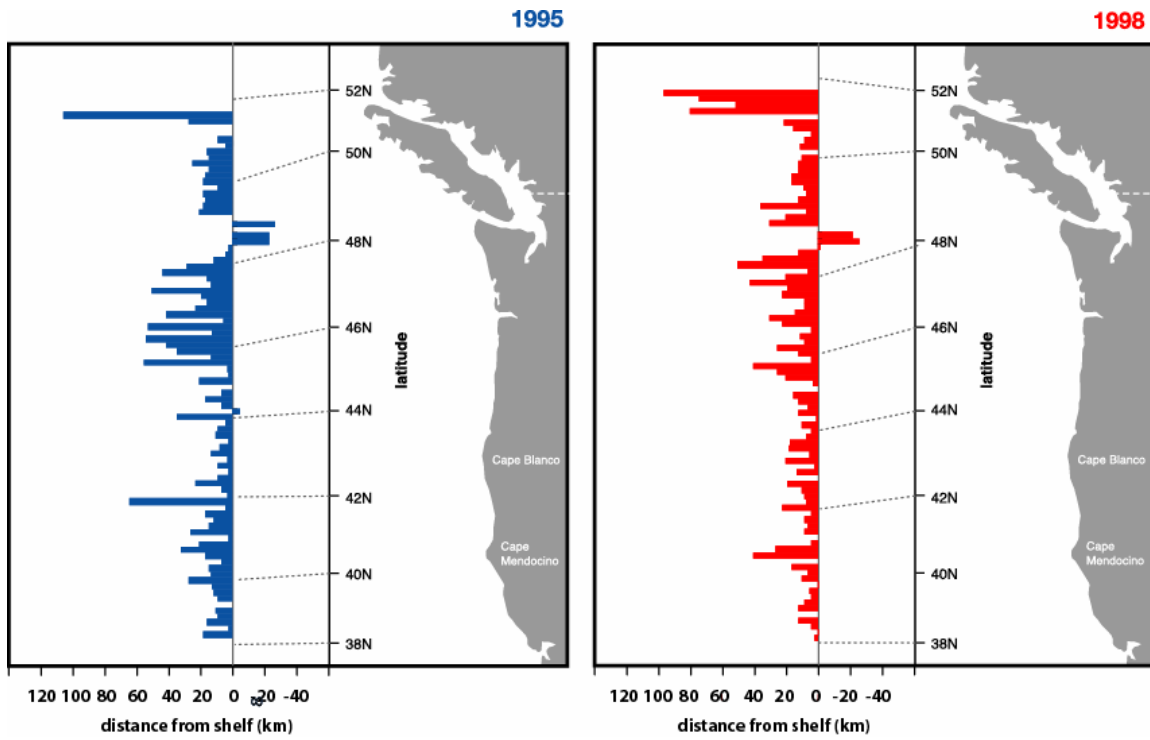 1995
52N
50N
48N
46N
44N
42N
40N
38N
latitude
Cape Blanco
Cape
Mendocino
120 100 80 60 40 20 0 -20 -40
distance from shelf (km)
1998
52N
50N
48N
46N
44N
42N
40N
38N
latitude
Cape Blanco
Cape
Mendocino
120 100 80 60 40 20 0 -20 -40
distance from shelf (km)